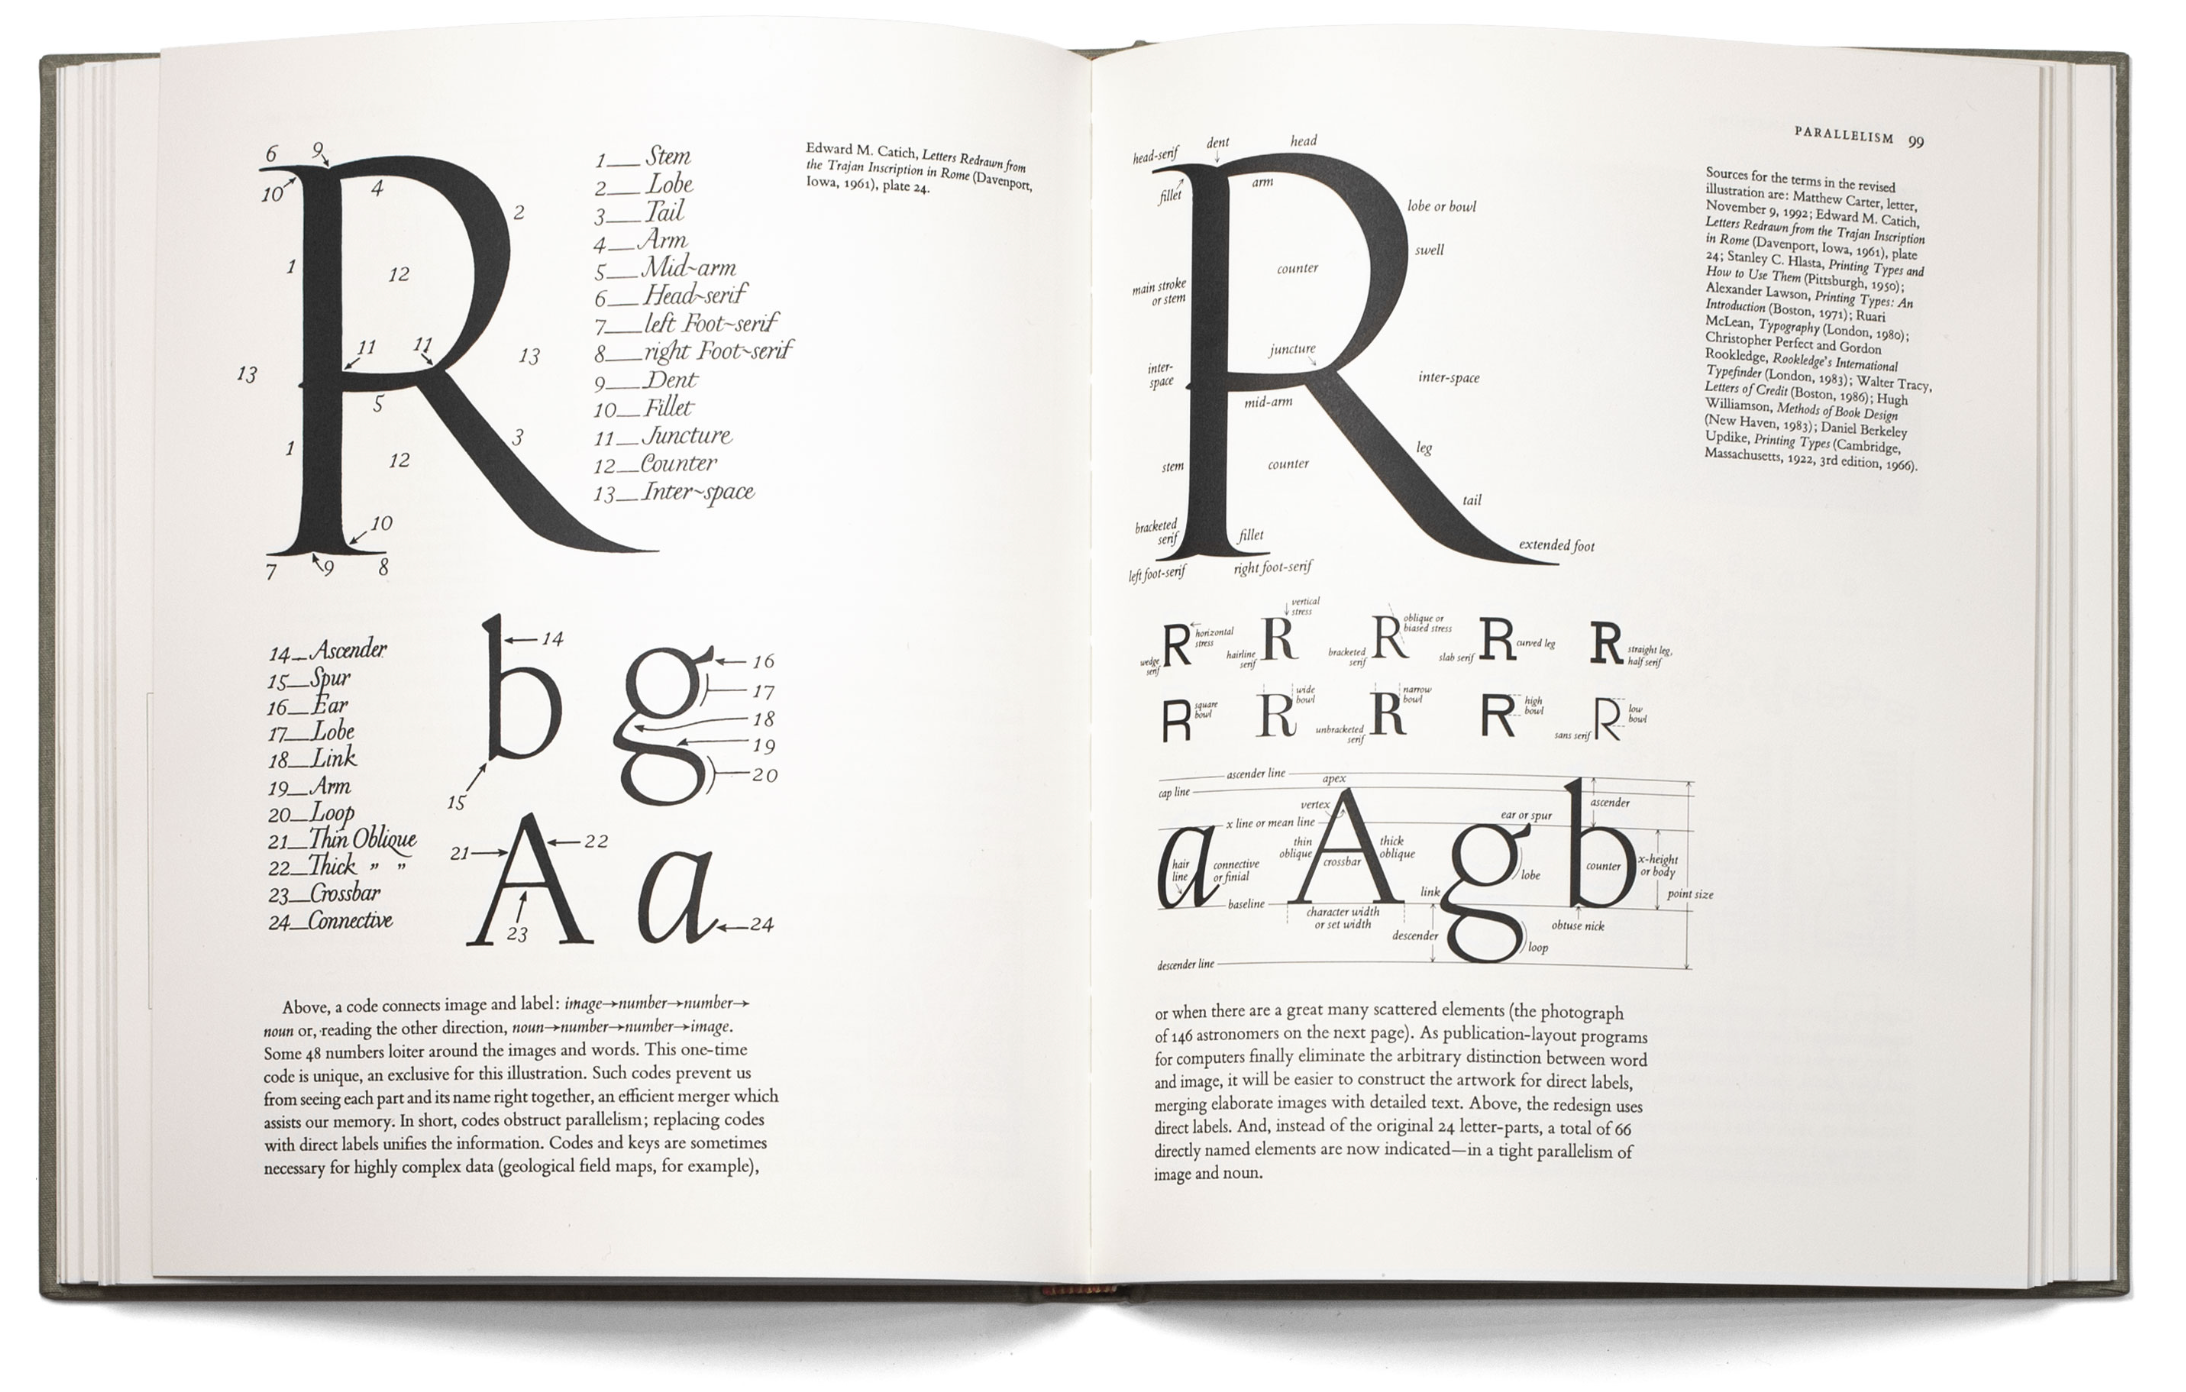 6
9
10
4
2
1
12
11
11
13
13
5
1
12
3
10
7
9
8
1__Stem
2__Lobe
3__Tail
4__Arm
5__Mid~arm
6__Head~serif
7__left Foot~serif
8__right Foot~serif
9__Dent
10__Fillet
11__Juncture
12__Counter
13__Inter~space
Edward M. Catich, Letters Redrawn from
the Trajan Inscription in Rome (Davenport,
Iowa, 1961), plate 24.
R
14__Ascender
15__Spur
16__Ear
17__Lobe
18__Link
19__Arm
20__Loop
21__Thin Oblique
22__Thick " "
23__Crossbar
24__Connective
b
14
15
g
16
17
18
19
20
A
21
22
23
a
24
Above, a code connects image and label: image→number→number→
noun or, reading the other direction, noun→number→number→image.
Some 48 numbers loiter around the images and words. This one-time
code is unique, an exclusive for this illustration. Such codes prevent us
from seeing each part and its name right together, an efficient merger which
assists our memory. In short, codes obstruct parallelism; replacing codes
with direct labels unifies the information. Codes and keys are sometimes
necessary for highly complex data (geological field maps, for example),
PARALLELISM 99
head-serif
dent
head
fillet
arm
lobe or bowl
swell
counter
main stroke
or stem
juncture
inter-
space
inter-space
mid-arm
leg
stem
counter
tail
bracketed
serif
fillet
extended foot
left foot-serif
right foot-serif
R
Sources for the terms in the revised
illustration are: Matthew Carter, letter,
November 9, 1992; Edward M. Catich,
Letters Redrawn from the Trajan Inscription
in Rome (Davenport, Iowa, 1961), plate
24; Stanley C. Hlasta, Printing Types and
How to Use Them (Pittsburgh, 1950);
Alexander Lawson, Printing Types: An
Introduction (Boston, 1971); Ruari
McLean, Typography (London, 1980);
Christopher Perfect and Gordon
Rookledge, Rookledge's International
Typefinder (London, 1983); Walter Tracy,
Letters of Credit (Boston, 1986); Hugh
Williamson, Methods of Book Design
(New Haven, 1983); Daniel Berkeley
Updike, Printing Types (Cambridge,
Massachusetts, 1922, 3rd edition, 1966).
wedge
serif
R
horizontal
stress
hairline
serif
R
vertical
stress
bracketed
serif
R
oblique or
biased stress
slab serif
R
curved leg
R
straight leg,
half serif
R
square
bowl
R
wide
bowl
unbracketed
serif
R
narrow
bowl
R
high
bowl
sans serif
R
low
bowl
ascender line
cap line
apex
vertex
x line or mean line
ear or spur
ascender
a
hair
line
connective
or finial
thin
oblique
A
crossbar
thick
oblique
g
lobe
link
b
counter
x-height
or body
point size
baseline
character width
or set width
descender
obtuse nick
loop
descender line
or when there are a great many scattered elements (the photograph
of 146 astronomers on the next page). As publication-layout programs
for computers finally eliminate the arbitrary distinction between word
and image, it will be easier to construct the artwork for direct labels,
merging elaborate images with detailed text. Above, the redesign uses
direct labels. And, instead of the original 24 letter-parts, a total of 66
directly named elements are now indicated—in a tight parallelism of
image and noun.